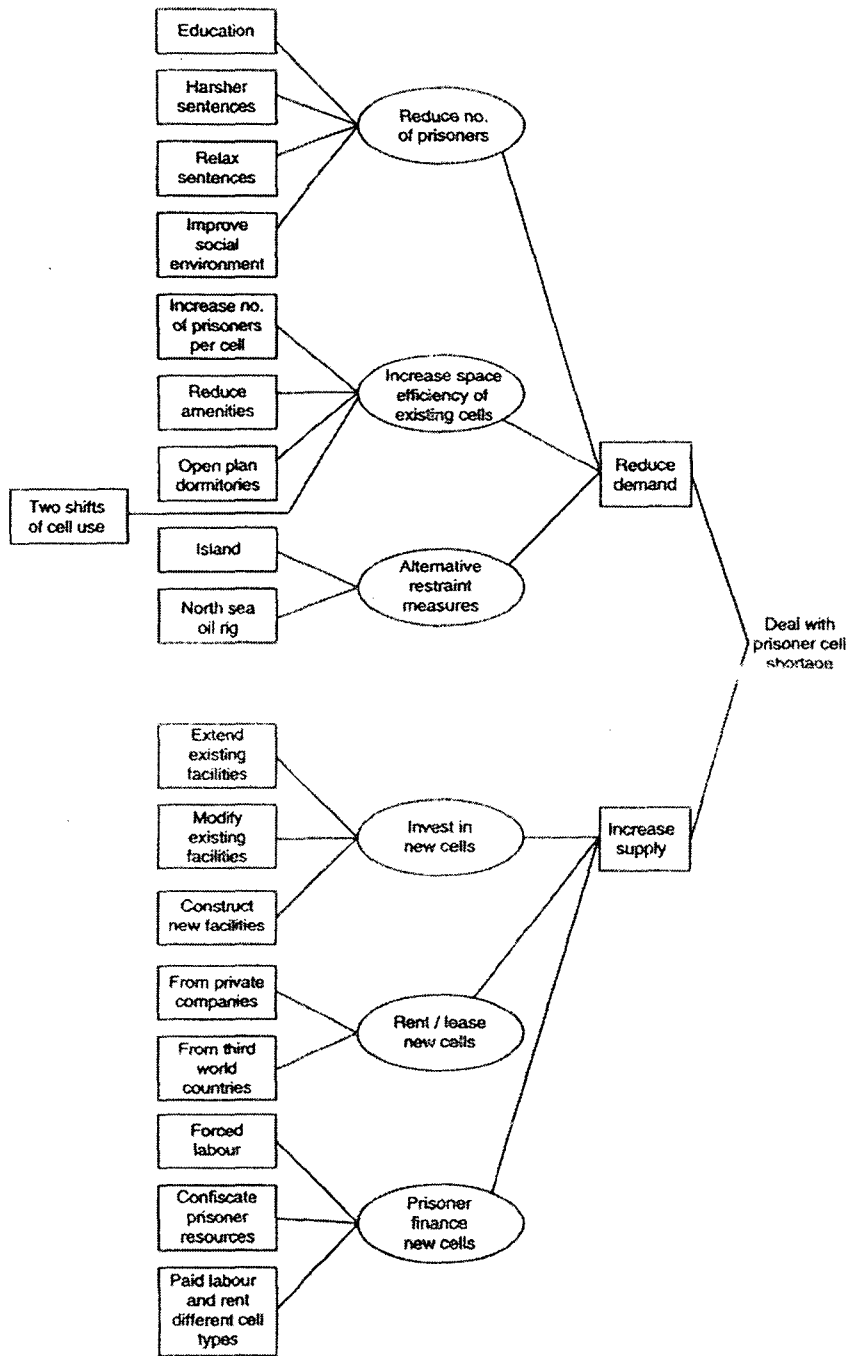 Education
Harsher
sentences
Relax
sentences
Improve
social
environment
Reduce no.
of prisoners
Increase no.
of prisoners
per cell
Reduce
amenities
Open plan
dormitories
Two shifts
of cell use
Increase space
efficiency of
existing cells
Island
North sea
oil rig
Alternative
restraint
measures
Reduce
demand
Deal with
prisoner cell
shortage
Extend
existing
facilities
Modify
existing
facilities
Construct
new facilities
Invest in
new cells
Increase
supply
From private
companies
From third
world
countries
Rent / lease
new cells
Forced
labour
Confiscate
prisoner
resources
Paid labour
and rent
different cell
types
Prisoner
finance
new cells